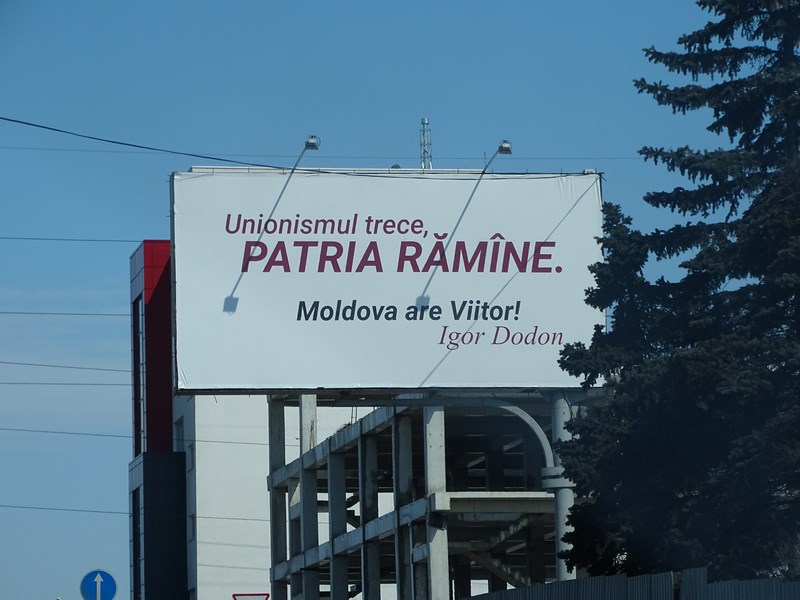 Unionismul trece,
PATRIA RĂMÎNE.
Moldova are Viitor!
Igor Dodon